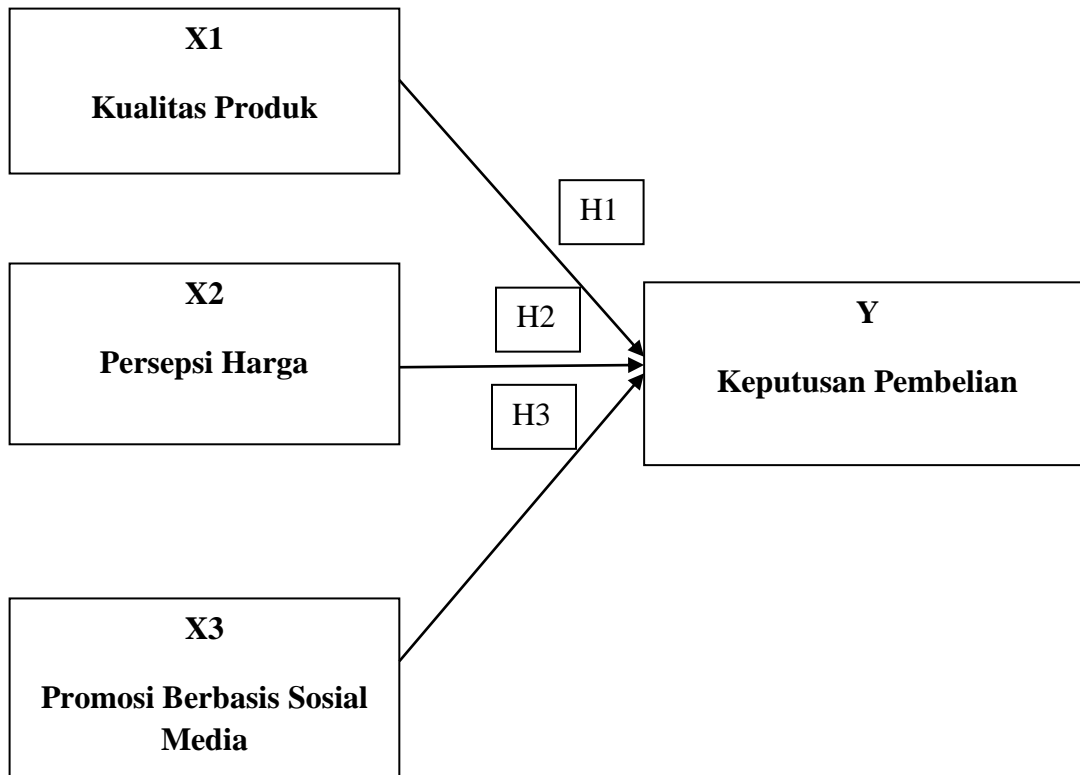 X1
Kualitas Produk
H1
X2
Persepsi Harga
H2
Y
Keputusan Pembelian
H3
X3
Promosi Berbasis Sosial
Media